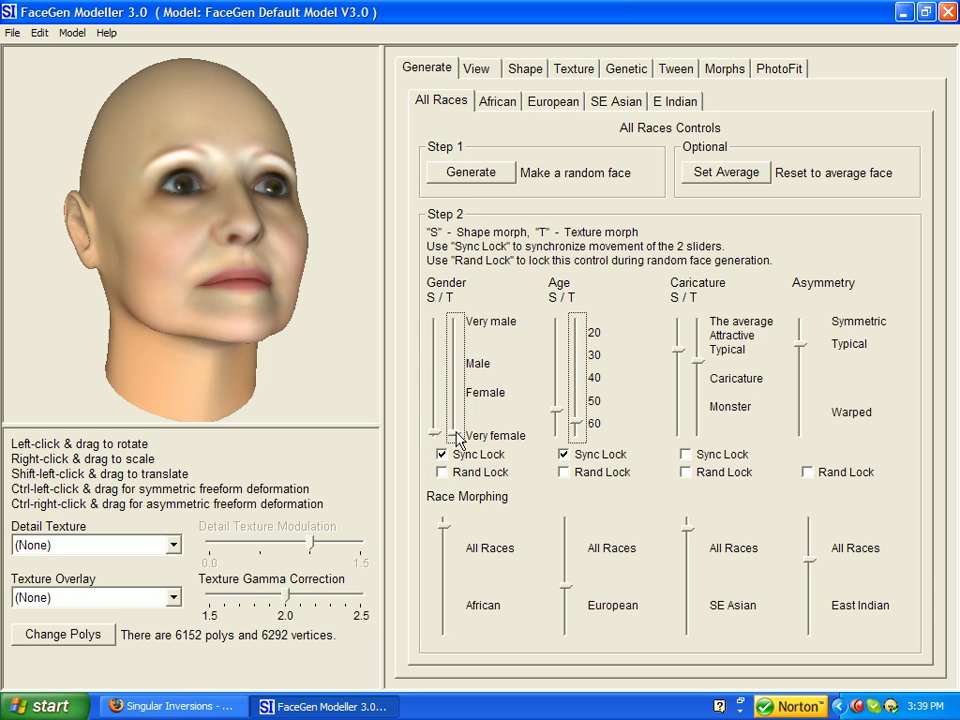 SI FaceGen Modeller 3.0 ( Model: FaceGen Default Model V3.0 )
File Edit Model Help
Generate View Shape Texture Genetic Tween Morphs PhotoFit
All Races African European SE Asian E Indian
All Races Controls
Step 1
Generate Make a random face
Optional
Set Average Reset to average face
Step 2
"S" - Shape morph, "T" - Texture morph
Use "Sync Lock" to synchronize movement of the 2 sliders.
Use "Rand Lock" to lock this control during random face generation.
Gender
S / T
Very male
Male
Female
Very female
Sync Lock
Rand Lock
Age
S / T
20
30
40
50
60
Sync Lock
Rand Lock
Caricature
S / T
The average
Attractive
Typical
Caricature
Monster
Sync Lock
Rand Lock
Asymmetry
Symmetric
Typical
Warped
Rand Lock
Race Morphing
All Races All Races All Races All Races
African European SE Asian East Indian
Left-click & drag to rotate
Right-click & drag to scale
Shift-left-click & drag to translate
Ctrl-left-click & drag for symmetric freeform deformation
Ctrl-right-click & drag for asymmetric freeform deformation
Detail Texture
(None)
Detail Texture Modulation
0.0 1.5
Texture Overlay
(None)
Texture Gamma Correction
1.5 2.0 2.5
Change Polys There are 6152 polys and 6292 vertices.
start Singular Inversions - ... SI FaceGen Modeller 3.0... ? Norton™ 3:39 PM